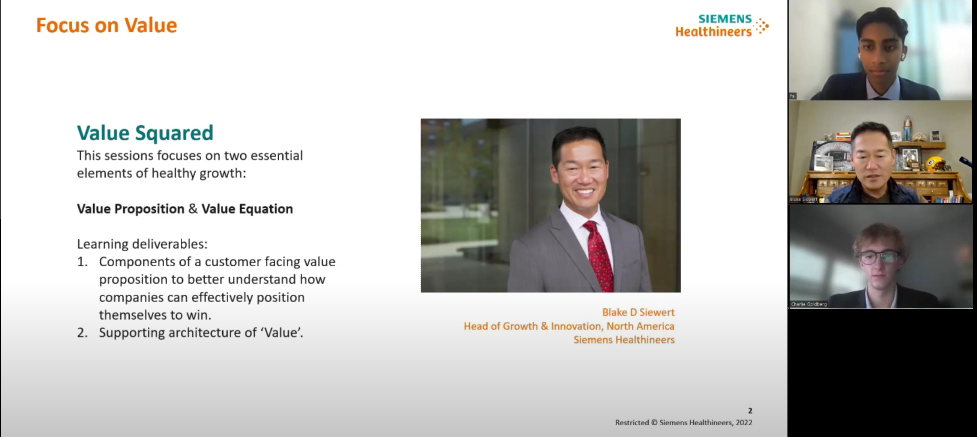 Focus on Value
SIEMENS
Healthineers
Value Squared
This sessions focuses on two essential
elements of healthy growth:
Value Proposition & Value Equation
Learning deliverables:
1. Components of a customer facing value
proposition to better understand how
companies can effectively position
themselves to win.
2. Supporting architecture of ‘Value’.
Blake D Siewert
Head of Growth & Innovation, North America
Siemens Healthineers
2
Restricted © Siemens Healthineers, 2022
Blake Siewert
Charlie Goldberg